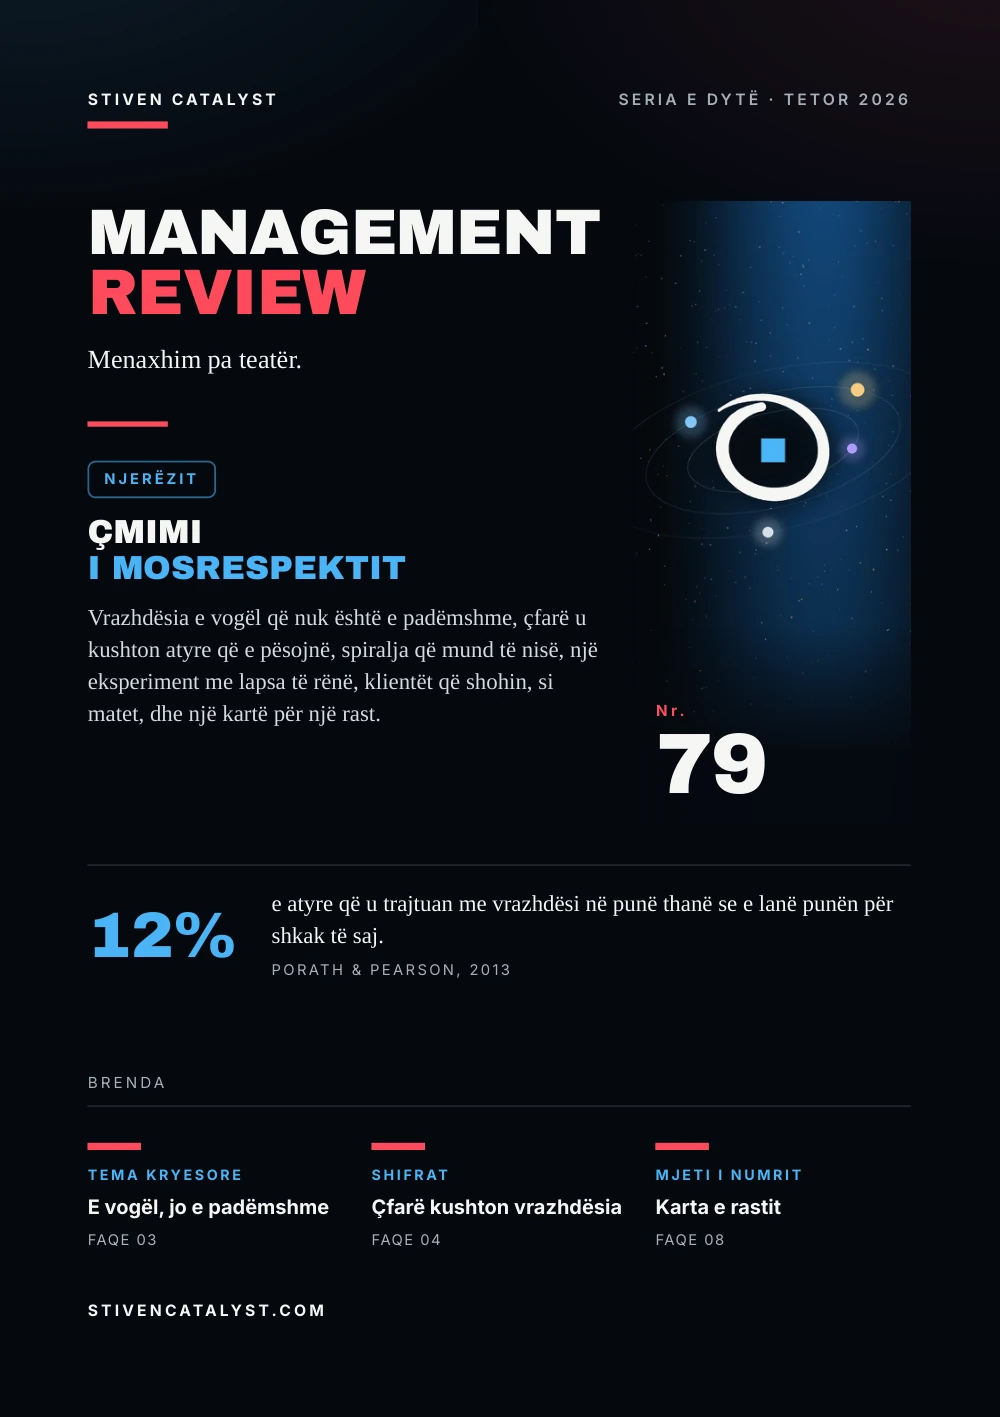 STIVEN CATALYST
SERIA E DYTË · TETOR 2026
MANAGEMENT
REVIEW
Menaxhim pa teatër.
NJERËZIT
ÇMIMI
I MOSRESPEKTIT
Vrazhdësia e vogël që nuk është e padëmshme, çfarë u
kushton atyre që e pësojnë, spiralja që mund të nisë, një
eksperiment me lapsa të rënë, klientët që shohin, si
matet, dhe një kartë për një rast.
Nr.
79
12%
e atyre që u trajtuan me vrazhdësi në punë thanë se e lanë punën për
shkak të saj.
PORATH & PEARSON, 2013
BRENDA
TEMA KRYESORE
E vogël, jo e padëmshme
FAQE 03
SHIFRAT
Çfarë kushton vrazhdësia
FAQE 04
MJETI I NUMRIT
Karta e rastit
FAQE 08
STIVENCATALYST.COM